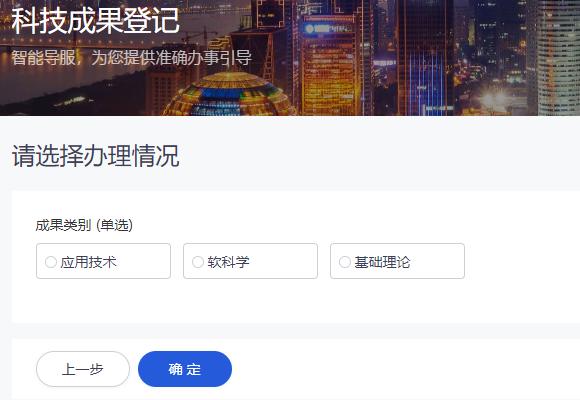 科技成果登记
智能导服，为您提供准确办事引导
请选择办理情况
成果类别 (单选)
应用技术 软科学 基础理论
上一步 确 定